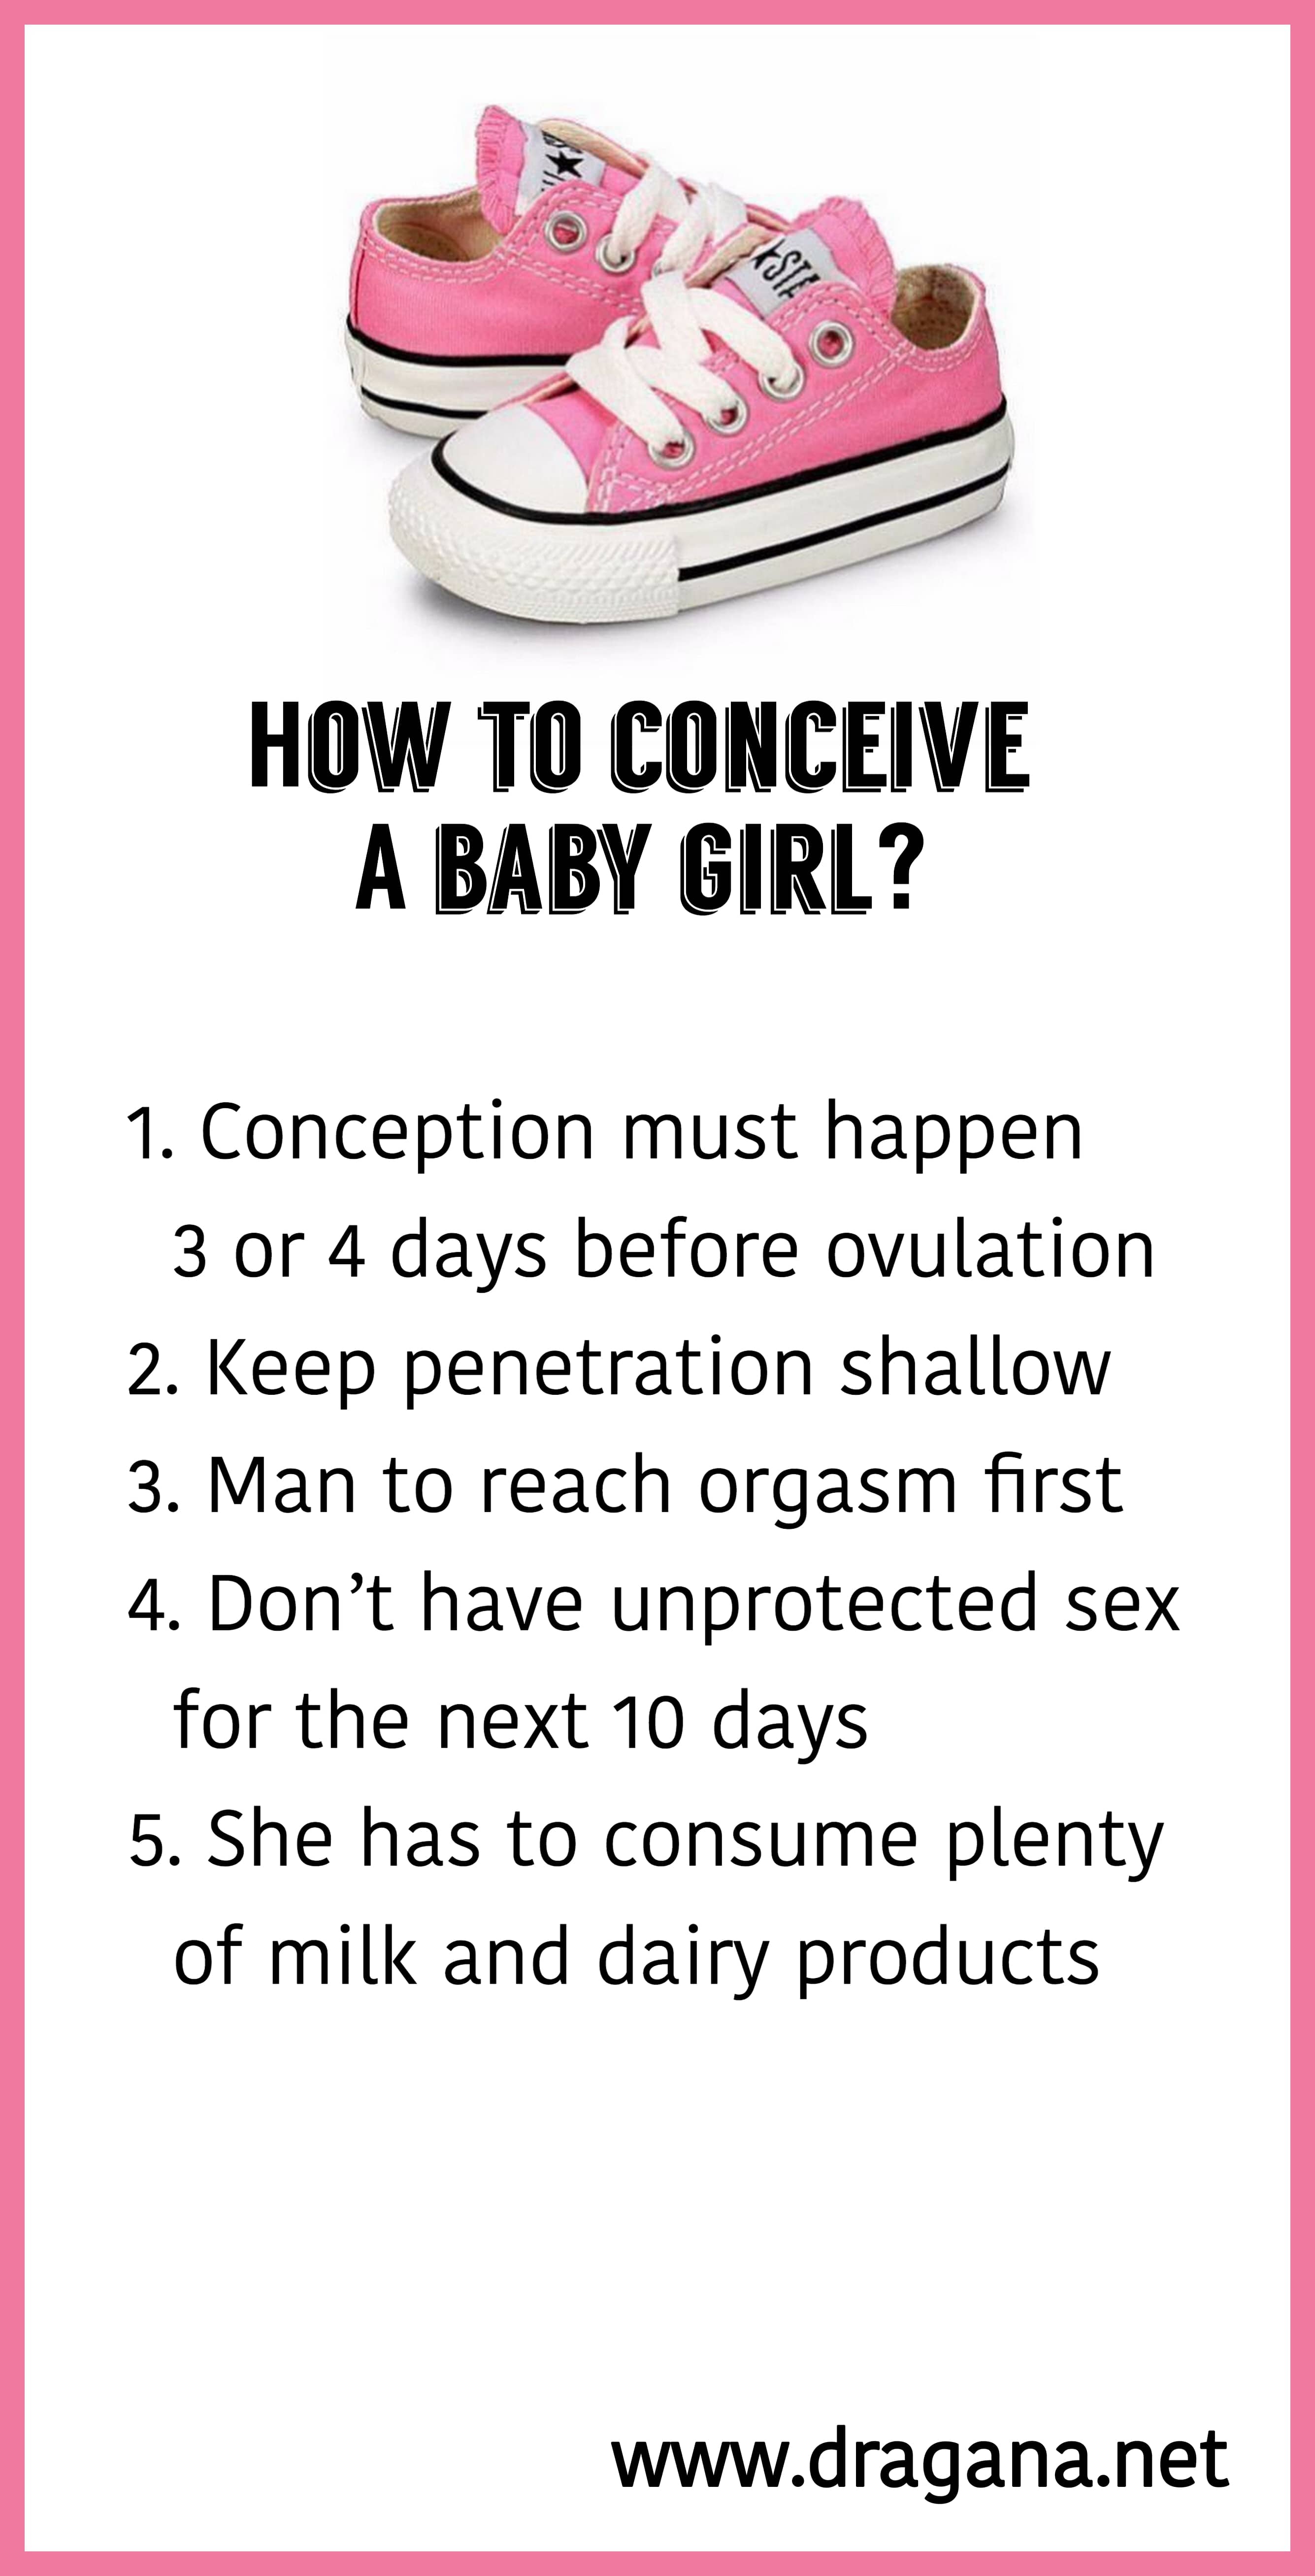 STA
HOW TO CONCEIVE
A BABY GIRL?
1. Conception must happen
3 or 4 days before ovulation
2. Keep penetration shallow
3. Man to reach orgasm first
4. Don’t have unprotected sex
for the next 10 days
5. She has to consume plenty
of milk and dairy products
www.dragana.net